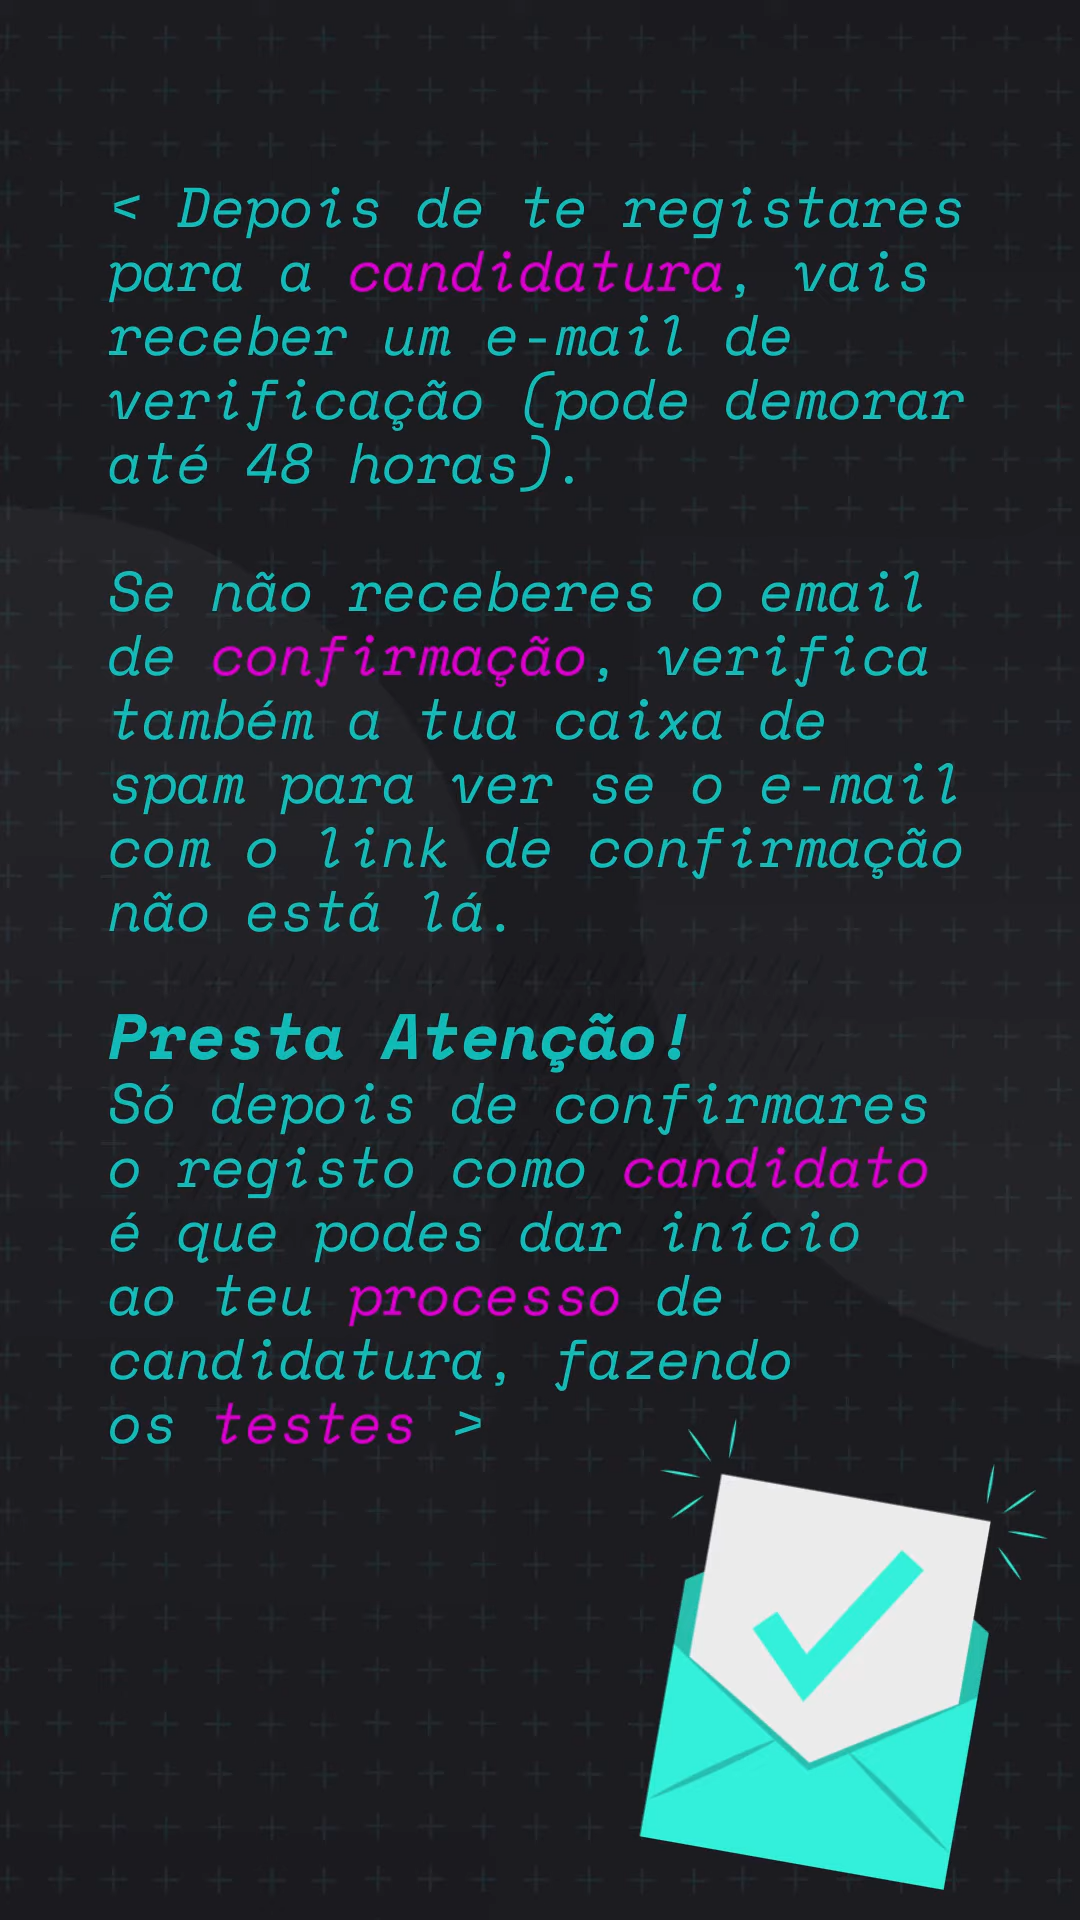 < Depois de te registares
para a candidatura, vais
receber um e-mail de
verificação (pode demorar
até 48 horas).
Se não receberes o email
de confirmação, verifica
também a tua caixa de
spam para ver se o e-mail
com o link de confirmação
não está lá.
Presta Atenção!
Só depois de confirmares
o registo como candidato
é que podes dar início
ao teu processo de
candidatura, fazendo
os testes >